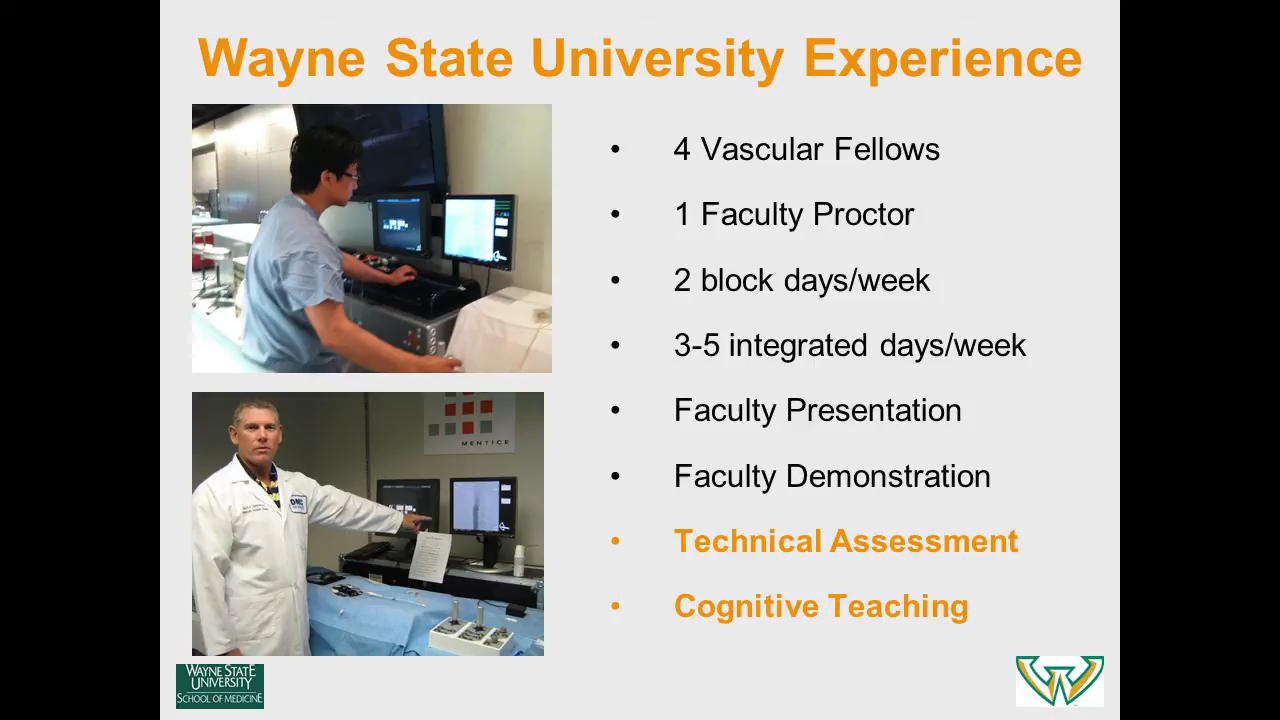 Wayne State University Experience
• 4 Vascular Fellows
• 1 Faculty Proctor
• 2 block days/week
• 3-5 integrated days/week
• Faculty Presentation
• Faculty Demonstration
• Technical Assessment
• Cognitive Teaching
MENTICE
DMC
WAYNE STATE
UNIVERSITY
SCHOOL OF MEDICINE